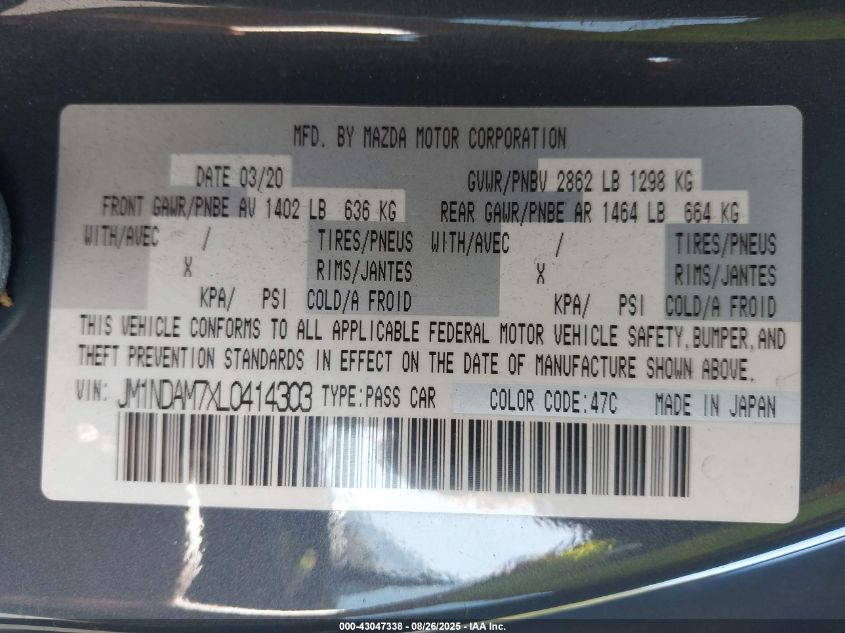 MFD. BY MAZDA MOTOR CORPORATION
DATE 03/20 GVWR/PNBV 2862 LB 1298 KG
FRONT GAWR/PNBE AV 1402 LB 636 KG REAR GAWR/PNBE AR 1464 LB 664 KG
WITH/AVEC / TIRES/PNEUS WITH/AVEC / TIRES/PNEUS
X RIMS/JANTES X RIMS/JANTES
KPA/ PSI COLD/A FROID KPA/ PSI COLD/A FROID
THIS VEHICLE CONFORMS TO ALL APPLICABLE FEDERAL MOTOR VEHICLE SAFETY, BUMPER, AND
THEFT PREVENTION STANDARDS IN EFFECT ON THE DATE OF MANUFACTURE SHOWN ABOVE.
VIN: JM1NDAM7XL0414303 TYPE:PASS CAR COLOR CODE:47C MADE IN JAPAN
000-43047338 - 08/26/2025 - IAA Inc.